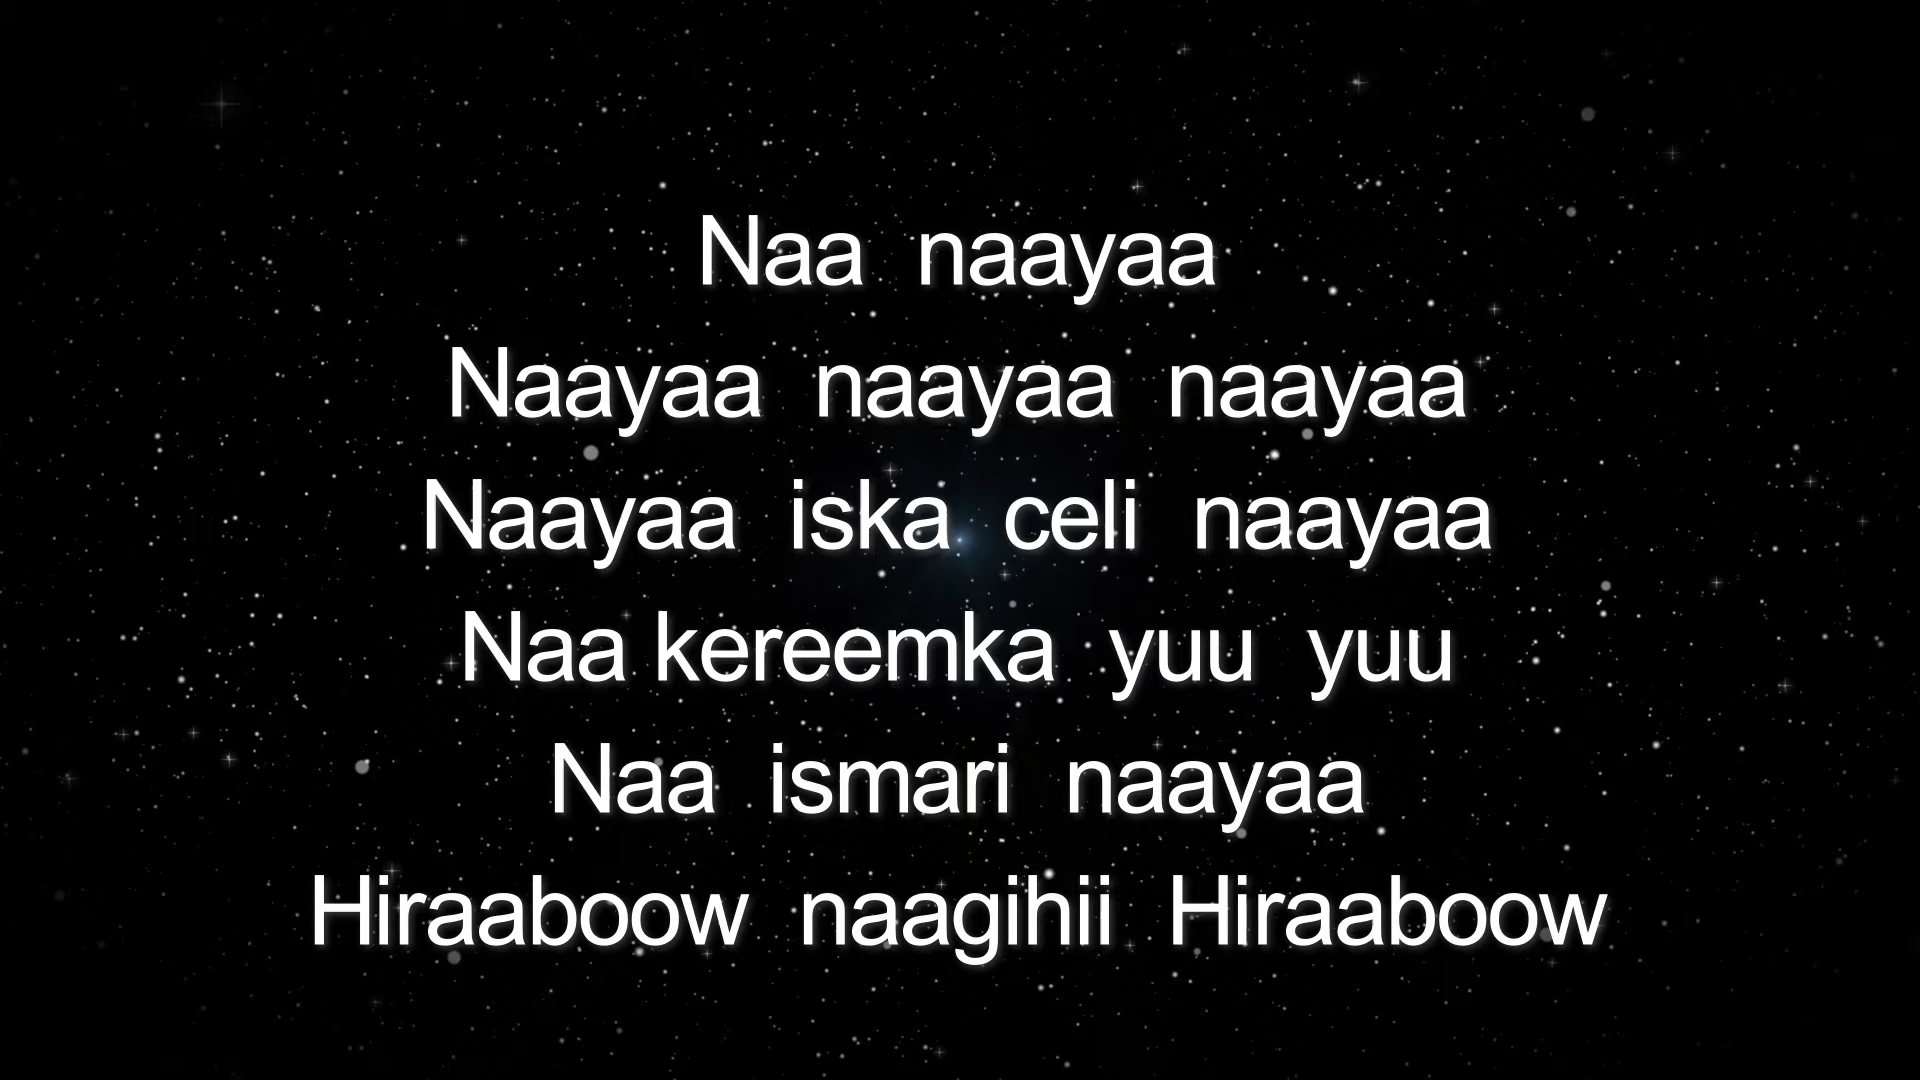 Naa naayaa
Naayaa naayaa naayaa
Naayaa iska celi naayaa
Naa kereemka yuu yuu
Naa ismari naayaa
Hiraaboow naagihii Hiraaboow